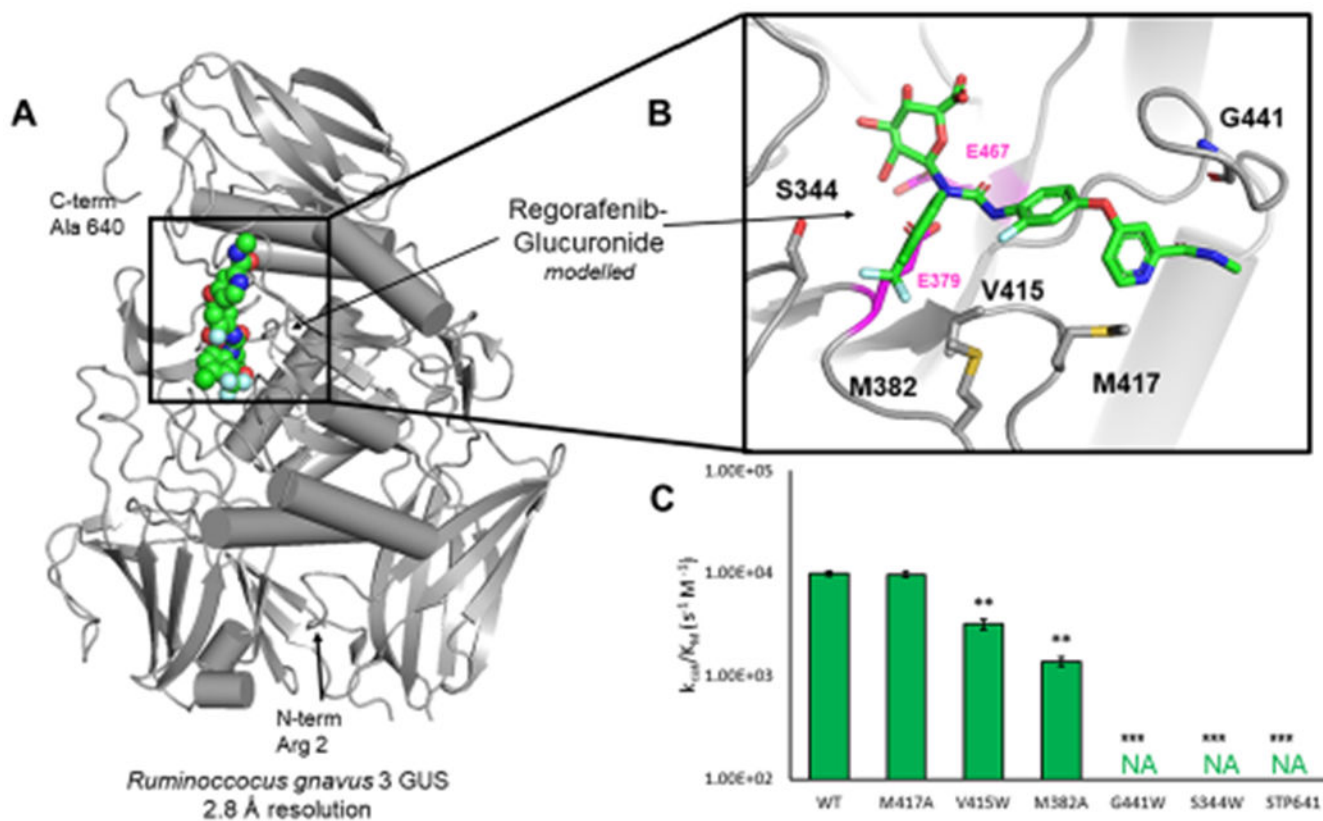 A
C-term
Ala 640
Regorafenib-
Glucuronide
modelled
N-term
Arg 2
Ruminoccocus gnavus 3 GUS
2.8 Å resolution
B
S344
E467
G441
E379
V415
M382
M417
C
kcat/KM (s-1 M-1)
1.00E+05
1.00E+04
1.00E+03
1.00E+02
**
**
***
***
***
NA
NA
NA
WT
M417A
V415W
M382A
G441W
S344W
STP641